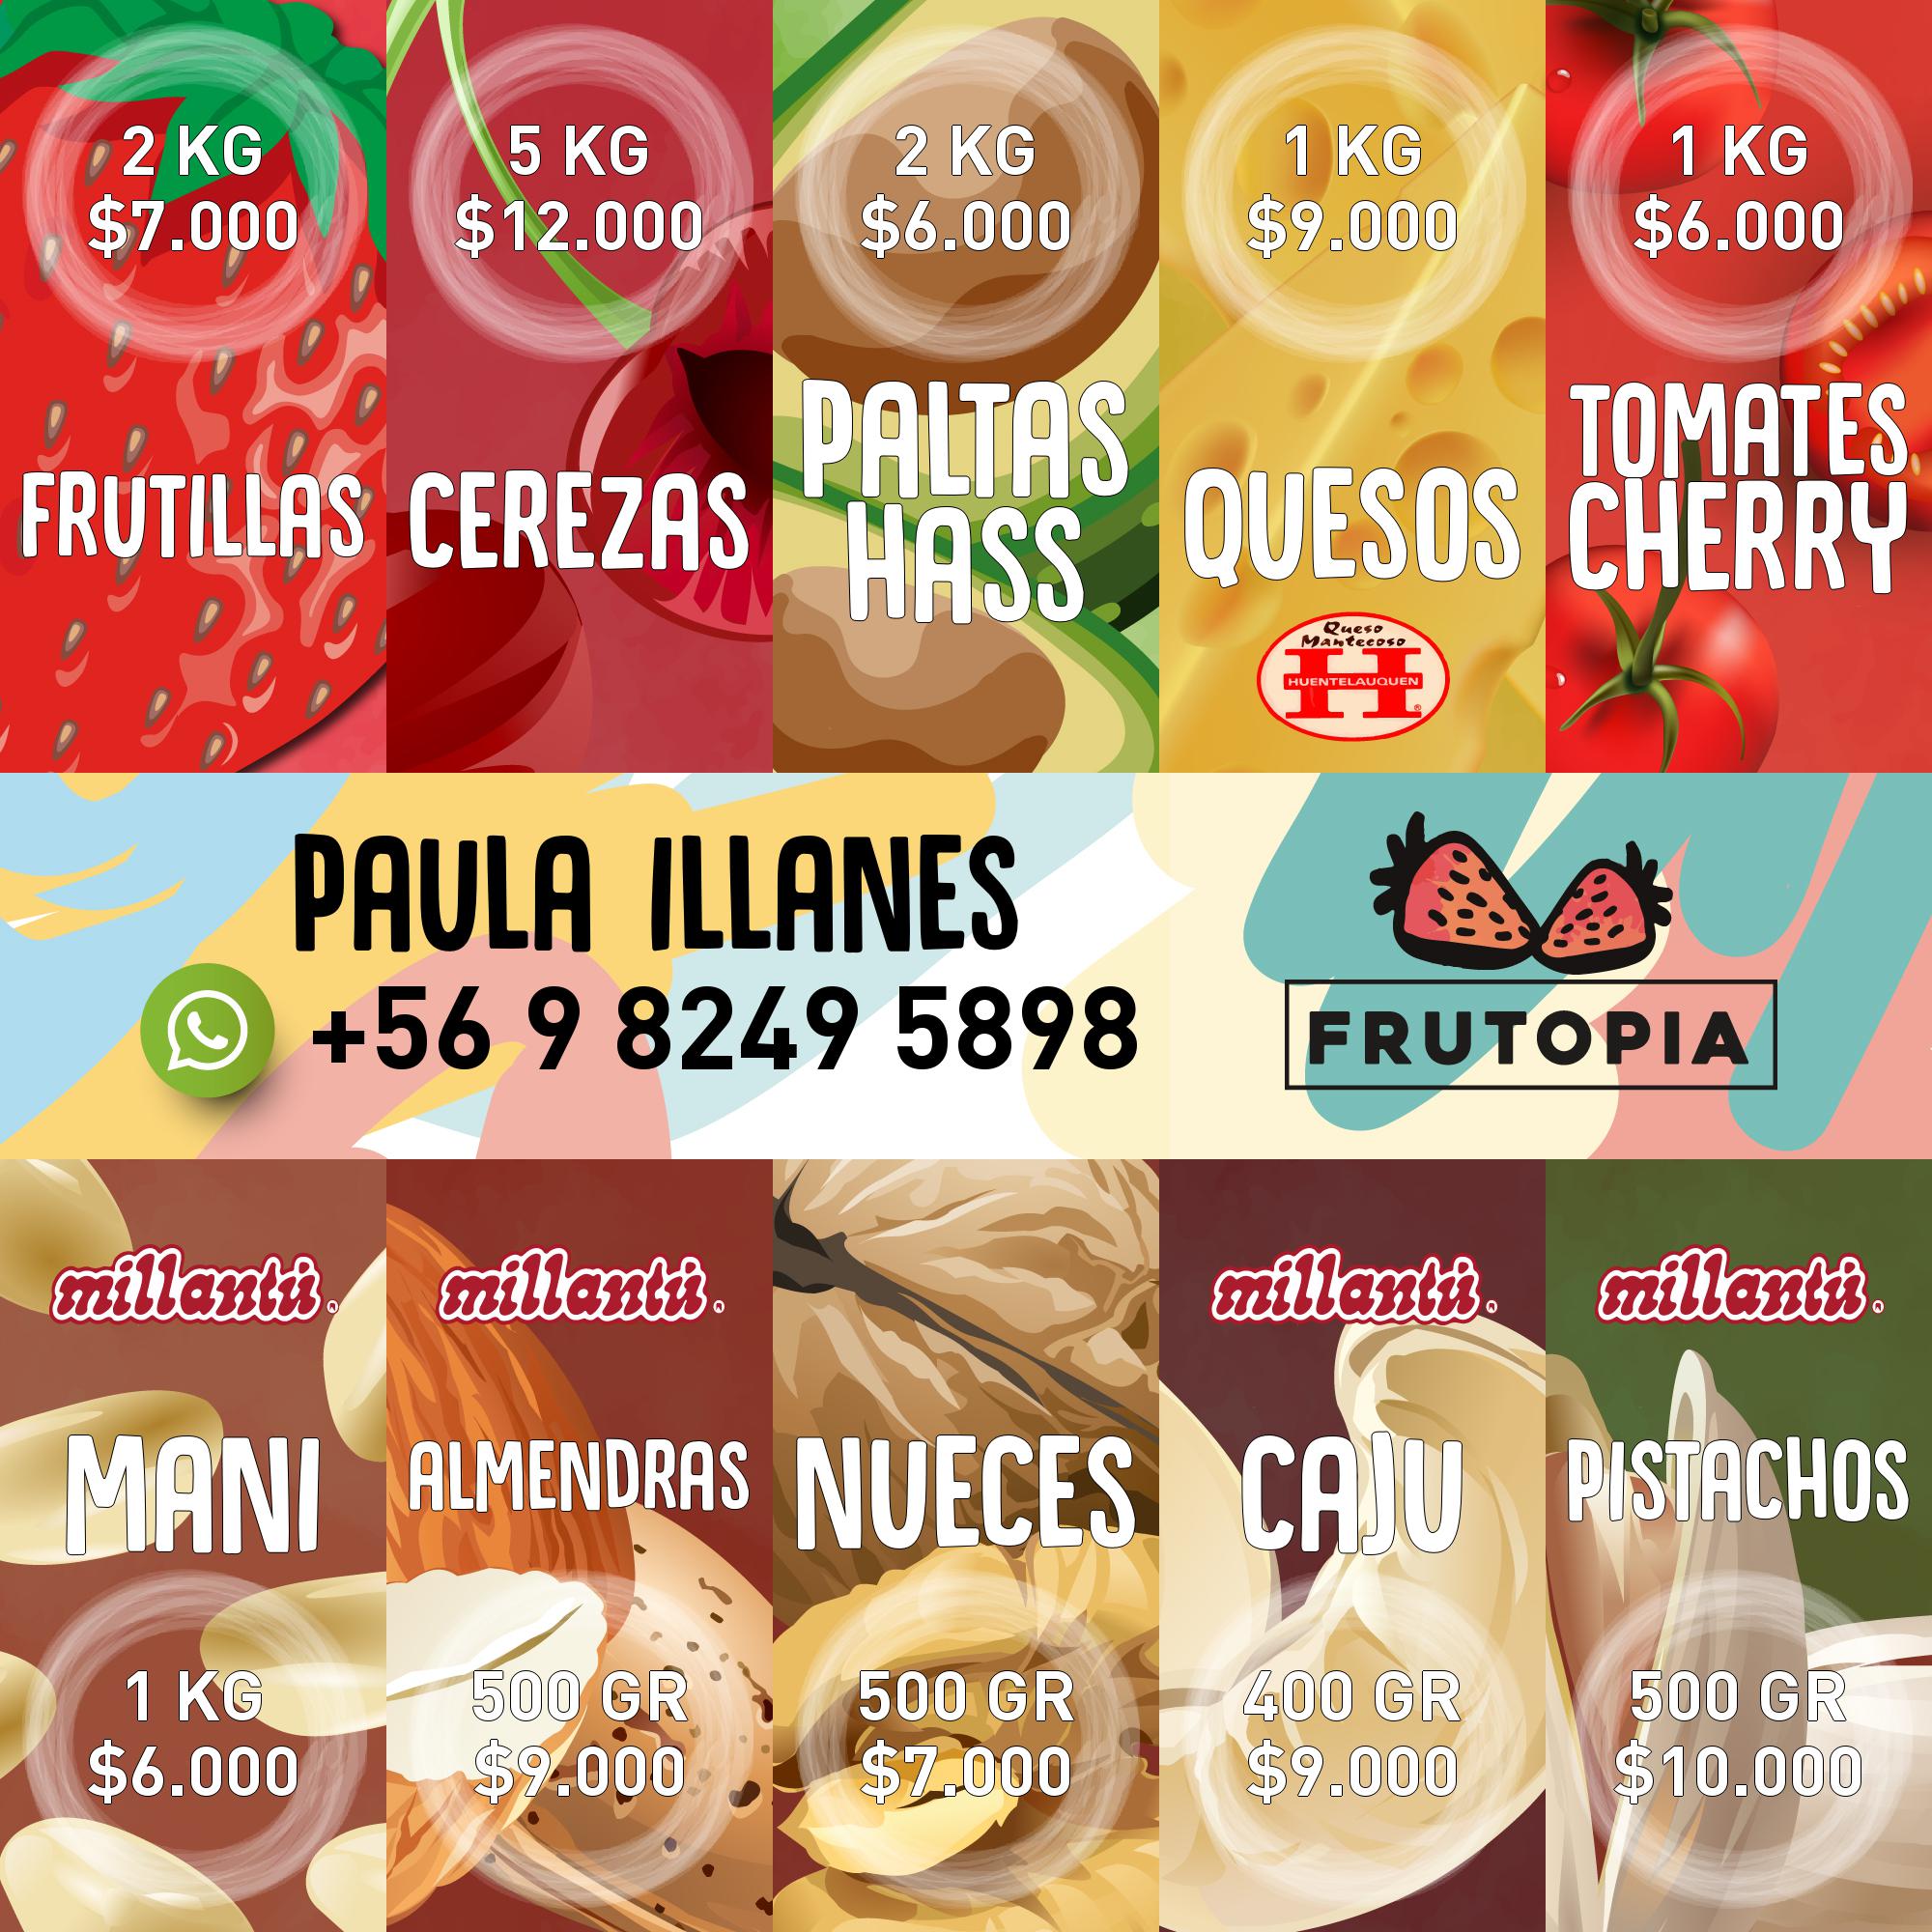 2 KG
$7.000
FRUTILLAS
5 KG
$12.000
CEREZAS
2 KG
$6.000
PALTAS
HASS
1 KG
$9.000
QUESOS
Queso
Mantecoso
H
HUENTELAUQUEN
®
1 KG
$6.000
TOMATES
CHERRY
PAULA ILLANES
+56 9 8249 5898
FRUTOPIA
millantú®
MANI
1 KG
$6.000
millantú®
ALMENDRAS
500 GR
$9.000
NUECES
500 GR
$7.000
millantú®
CAJU
400 GR
$9.000
millantú®
PISTACHOS
500 GR
$10.000